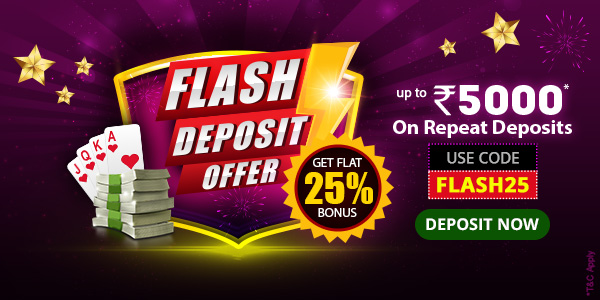 FLASH
DEPOSIT
OFFER
GET FLAT
25%
BONUS
J Q K A
up to ₹5000*
On Repeat Deposits
USE CODE
FLASH25
DEPOSIT NOW
*T&C Apply